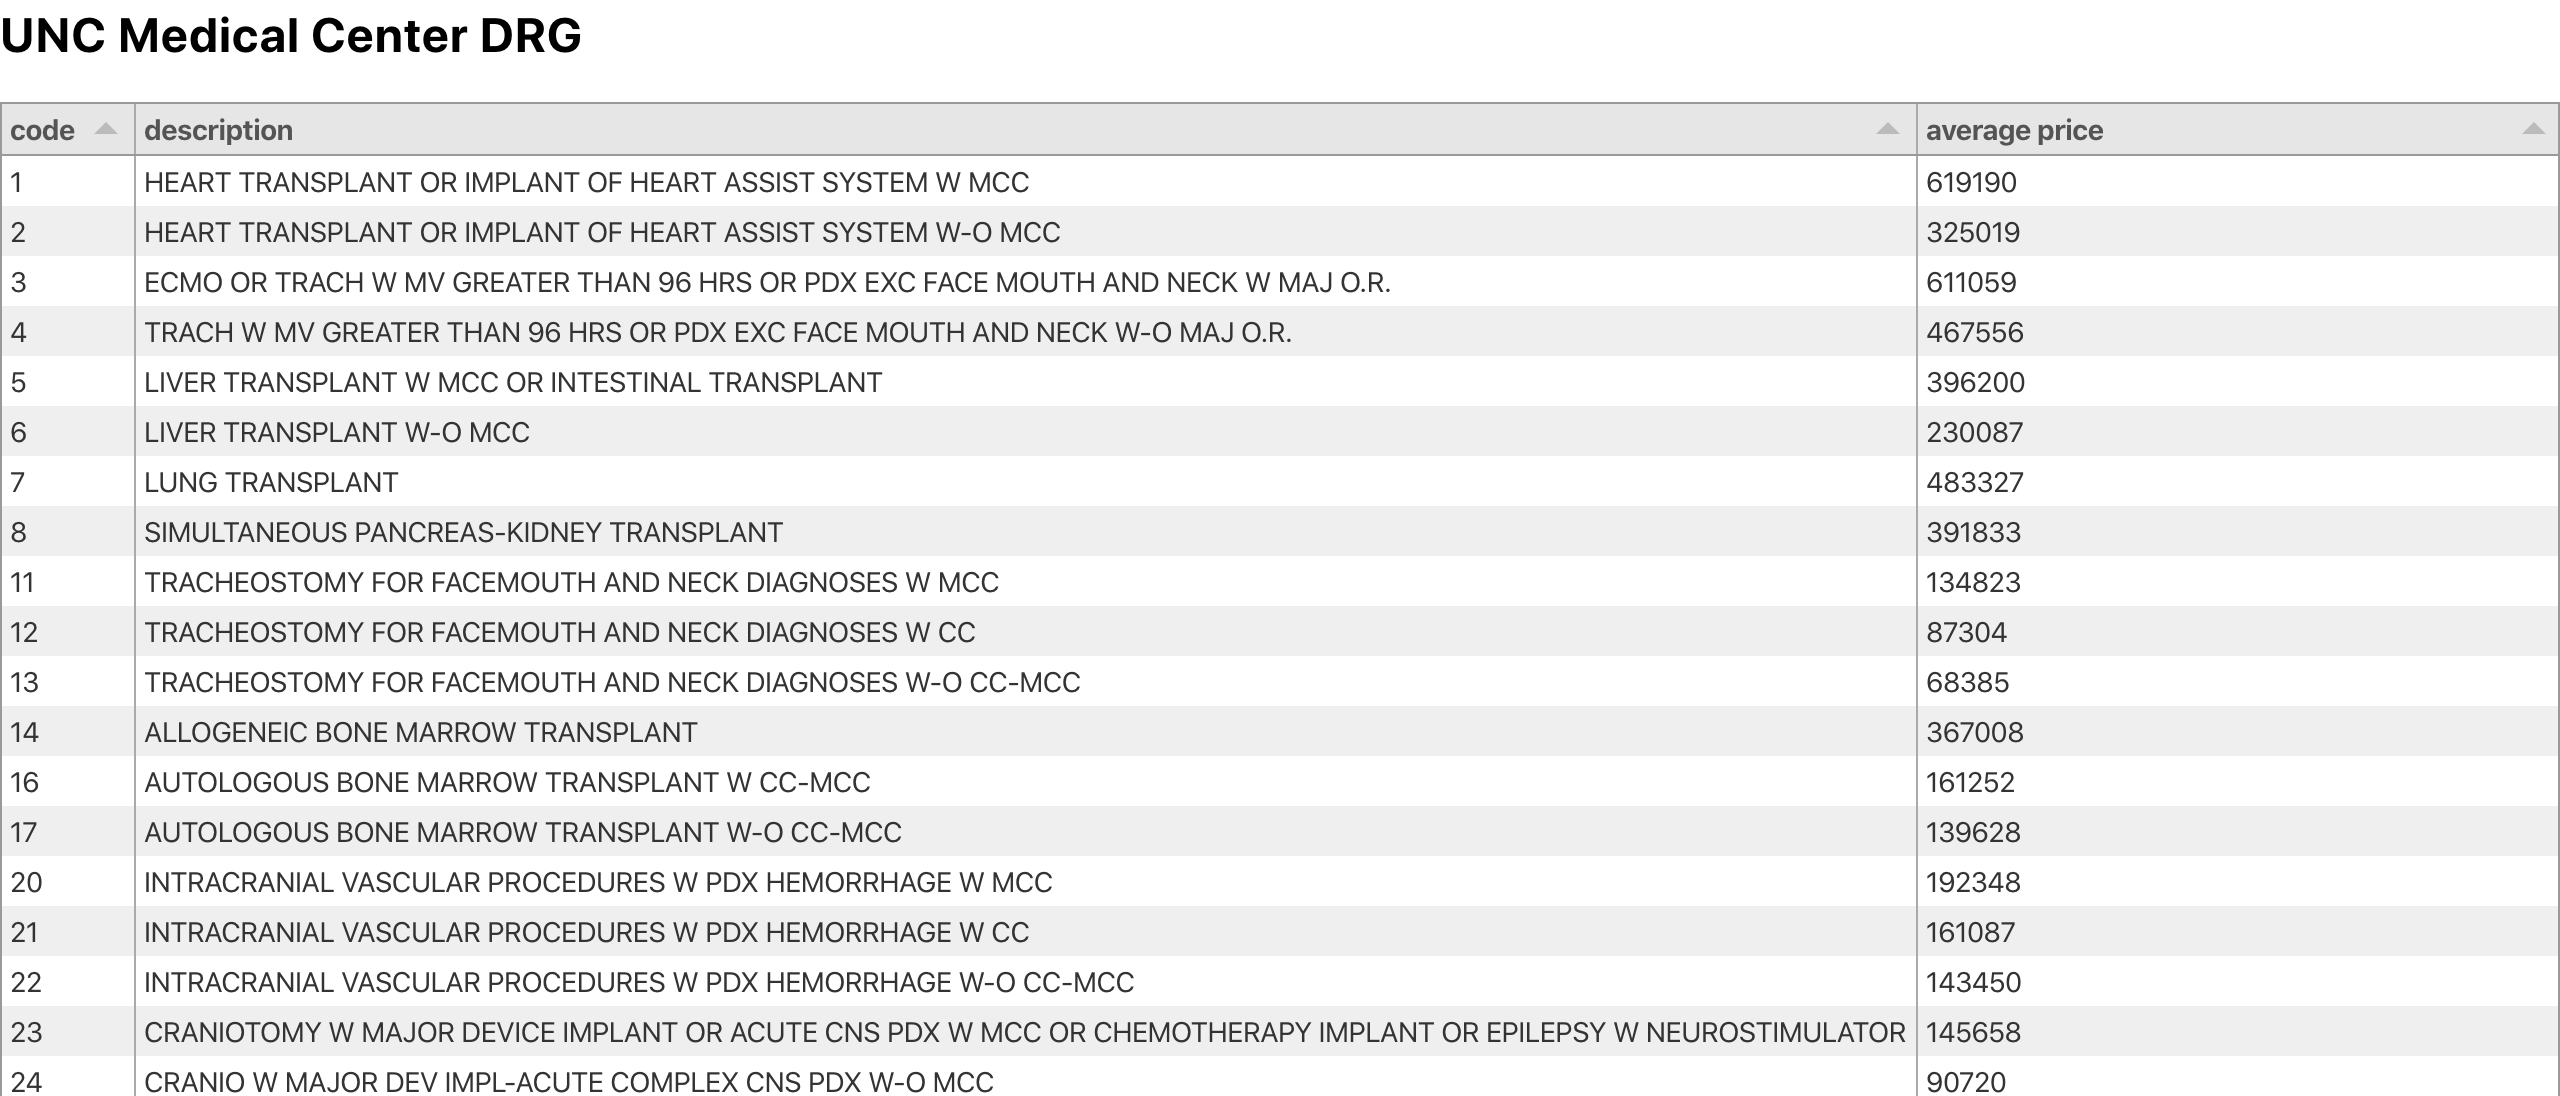 UNC Medical Center DRG
code description average price
1 HEART TRANSPLANT OR IMPLANT OF HEART ASSIST SYSTEM W MCC 619190
2 HEART TRANSPLANT OR IMPLANT OF HEART ASSIST SYSTEM W-O MCC 325019
3 ECMO OR TRACH W MV GREATER THAN 96 HRS OR PDX EXC FACE MOUTH AND NECK W MAJ O.R. 611059
4 TRACH W MV GREATER THAN 96 HRS OR PDX EXC FACE MOUTH AND NECK W-O MAJ O.R. 467556
5 LIVER TRANSPLANT W MCC OR INTESTINAL TRANSPLANT 396200
6 LIVER TRANSPLANT W-O MCC 230087
7 LUNG TRANSPLANT 483327
8 SIMULTANEOUS PANCREAS-KIDNEY TRANSPLANT 391833
11 TRACHEOSTOMY FOR FACEMOUTH AND NECK DIAGNOSES W MCC 134823
12 TRACHEOSTOMY FOR FACEMOUTH AND NECK DIAGNOSES W CC 87304
13 TRACHEOSTOMY FOR FACEMOUTH AND NECK DIAGNOSES W-O CC-MCC 68385
14 ALLOGENEIC BONE MARROW TRANSPLANT 367008
16 AUTOLOGOUS BONE MARROW TRANSPLANT W CC-MCC 161252
17 AUTOLOGOUS BONE MARROW TRANSPLANT W-O CC-MCC 139628
20 INTRACRANIAL VASCULAR PROCEDURES W PDX HEMORRHAGE W MCC 192348
21 INTRACRANIAL VASCULAR PROCEDURES W PDX HEMORRHAGE W CC 161087
22 INTRACRANIAL VASCULAR PROCEDURES W PDX HEMORRHAGE W-O CC-MCC 143450
23 CRANIOTOMY W MAJOR DEVICE IMPLANT OR ACUTE CNS PDX W MCC OR CHEMOTHERAPY IMPLANT OR EPILEPSY W NEUROSTIMULATOR 145658
24 CRANIO W MAJOR DEV IMPL-ACUTE COMPLEX CNS PDX W-O MCC 90720